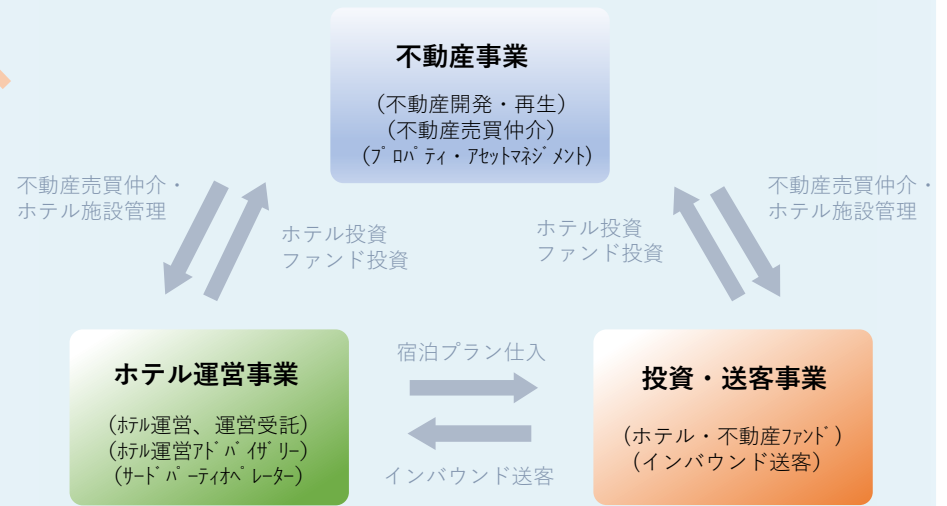 不動産事業
（不動産開発・再生）
（不動産売買仲介）
（ﾌﾟﾛﾊﾟﾃｨ・ｱｾｯﾄﾏﾈｼﾞﾒﾝﾄ）
不動産売買仲介・
ホテル施設管理
ホテル投資
ファンド投資
ホテル投資
ファンド投資
不動産売買仲介・
ホテル施設管理
ホテル運営事業
（ﾎﾃﾙ運営、運営受託）
（ﾎﾃﾙ運営ｱﾄﾞﾊﾞｲｻﾞﾘｰ）
（ｻｰﾄﾞﾊﾟｰﾃｨｵﾍﾟﾚｰﾀｰ）
宿泊プラン仕入
インバウンド送客
投資・送客事業
（ホテル・不動産ﾌｧﾝﾄﾞ）
（インバウンド送客）